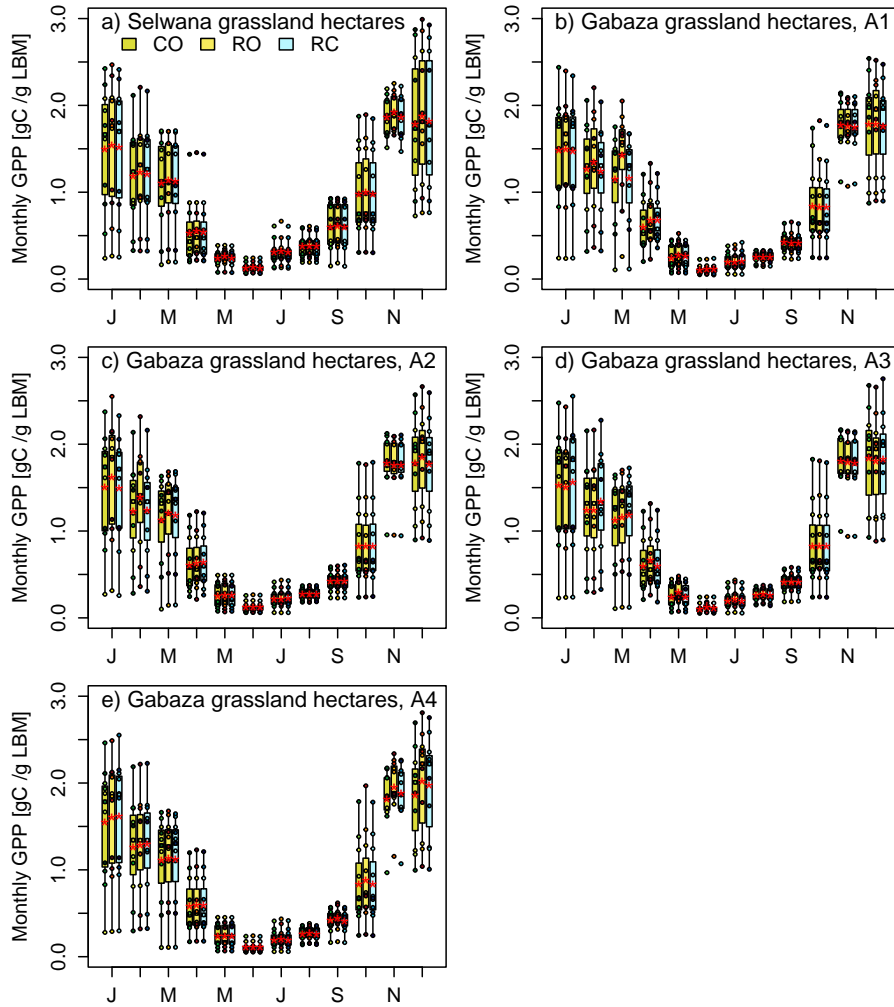 a) Selwana grassland hectares
CO RO RC
Monthly GPP [gC /g LBM]
0.0 1.0 2.0 3.0
J M M J S N
b) Gabaza grassland hectares, A1
Monthly GPP [gC /g LBM]
0.0 1.0 2.0 3.0
J M M J S N
c) Gabaza grassland hectares, A2
Monthly GPP [gC /g LBM]
0.0 1.0 2.0 3.0
J M M J S N
d) Gabaza grassland hectares, A3
Monthly GPP [gC /g LBM]
0.0 1.0 2.0 3.0
J M M J S N
e) Gabaza grassland hectares, A4
Monthly GPP [gC /g LBM]
0.0 1.0 2.0 3.0
J M M J S N